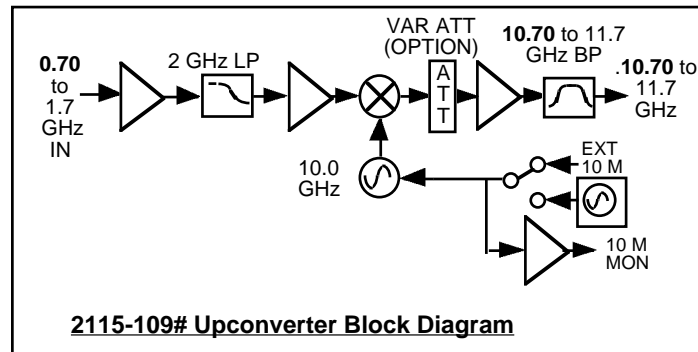 VAR ATT
(OPTION)
10.70 to 11.7
GHz BP
0.70
to
1.7
GHz
IN
2 GHz LP
A
T
T
.10.70 to
11.7
GHz
10.0
GHz
EXT
10 M
10 M
MON
2115-109# Upconverter Block Diagram